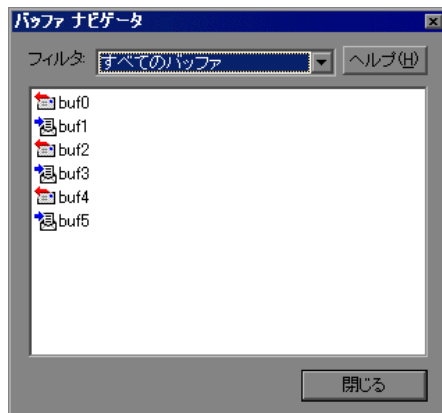 バッファ ナビゲータ
フィルタ: すべてのバッファ ヘルプ(H)
buf0
buf1
buf2
buf3
buf4
buf5
閉じる